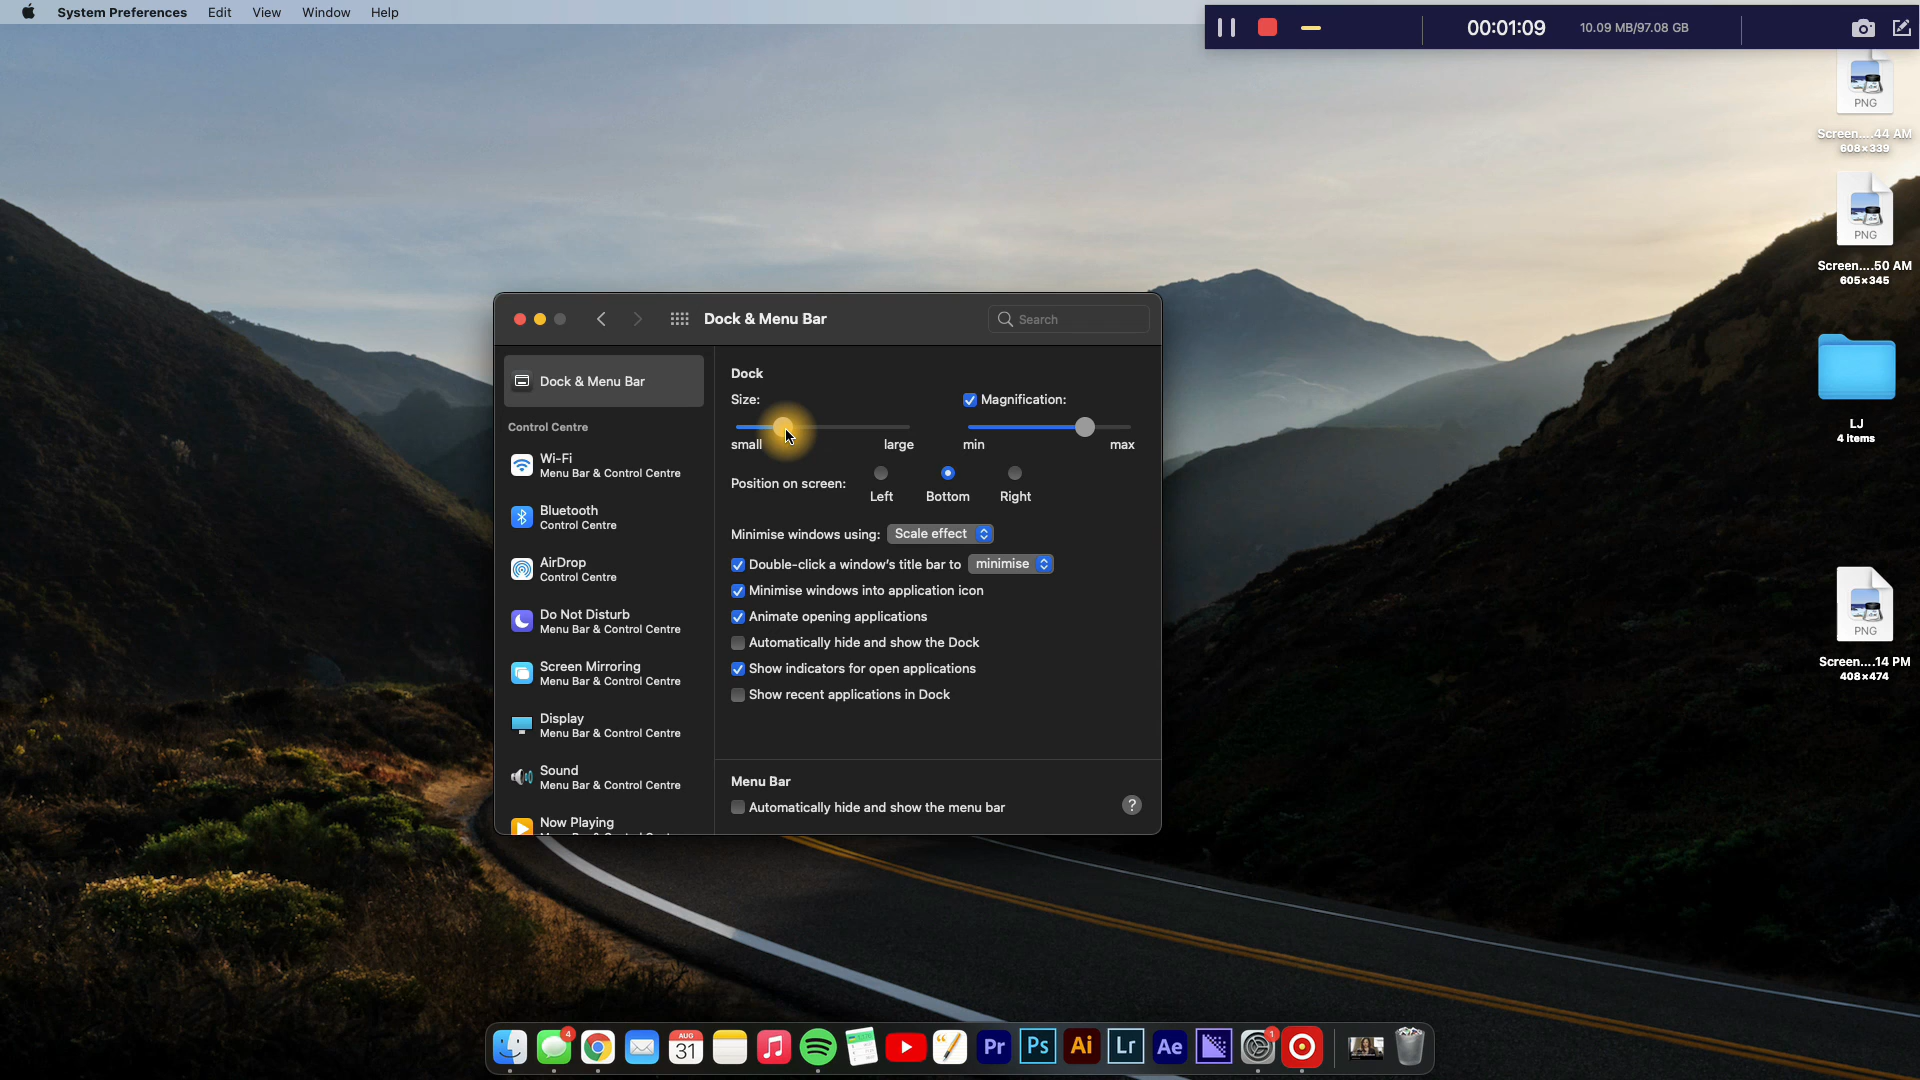 System Preferences Edit View Window Help
00:01:09 10.09 MB/97.08 GB
PNG
Screen....44 AM
608×339
PNG
Screen....50 AM
605×345
LJ
4 items
PNG
Screen....14 PM
408×474
Dock & Menu Bar
Search
Dock & Menu Bar
Control Centre
Wi-Fi
Menu Bar & Control Centre
Bluetooth
Control Centre
AirDrop
Control Centre
Do Not Disturb
Menu Bar & Control Centre
Screen Mirroring
Menu Bar & Control Centre
Display
Menu Bar & Control Centre
Sound
Menu Bar & Control Centre
Now Playing
Dock
Size: Magnification:
small large min max
Position on screen:
Left Bottom Right
Minimise windows using: Scale effect
Double-click a window's title bar to minimise
Minimise windows into application icon
Animate opening applications
Automatically hide and show the Dock
Show indicators for open applications
Show recent applications in Dock
Menu Bar
Automatically hide and show the menu bar ?
4 AUG 31 Pr Ps Ai Lr Ae 1